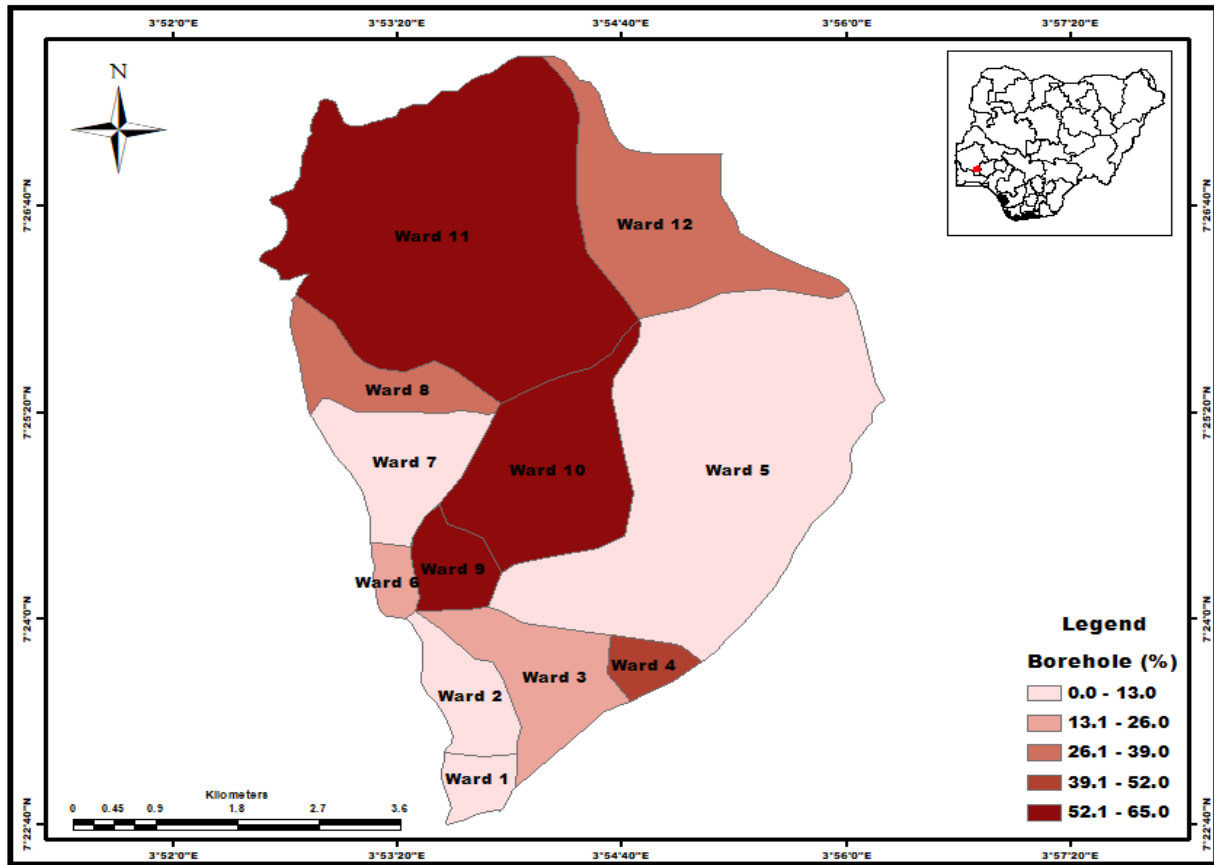 3°52'0"E 3°53'20"E 3°54'40"E 3°56'0"E 3°57'20"E
N
7°26'40"N 7°26'40"N
Ward 12
Ward 11
Ward 8
7°25'20"N 7°25'20"N
Ward 7
Ward 10
Ward 5
Ward 9
Ward 6
7°24'0"N 7°24'0"N
Legend
Ward 4
Borehole (%)
Ward 3
Ward 2
0.0 - 13.0
13.1 - 26.0
26.1 - 39.0
39.1 - 52.0
52.1 - 65.0
Ward 1
Kilometers
0 0.45 0.9 1.8 2.7 3.6
7°22'40"N 7°22'40"N
3°52'0"E 3°53'20"E 3°54'40"E 3°56'0"E 3°57'20"E